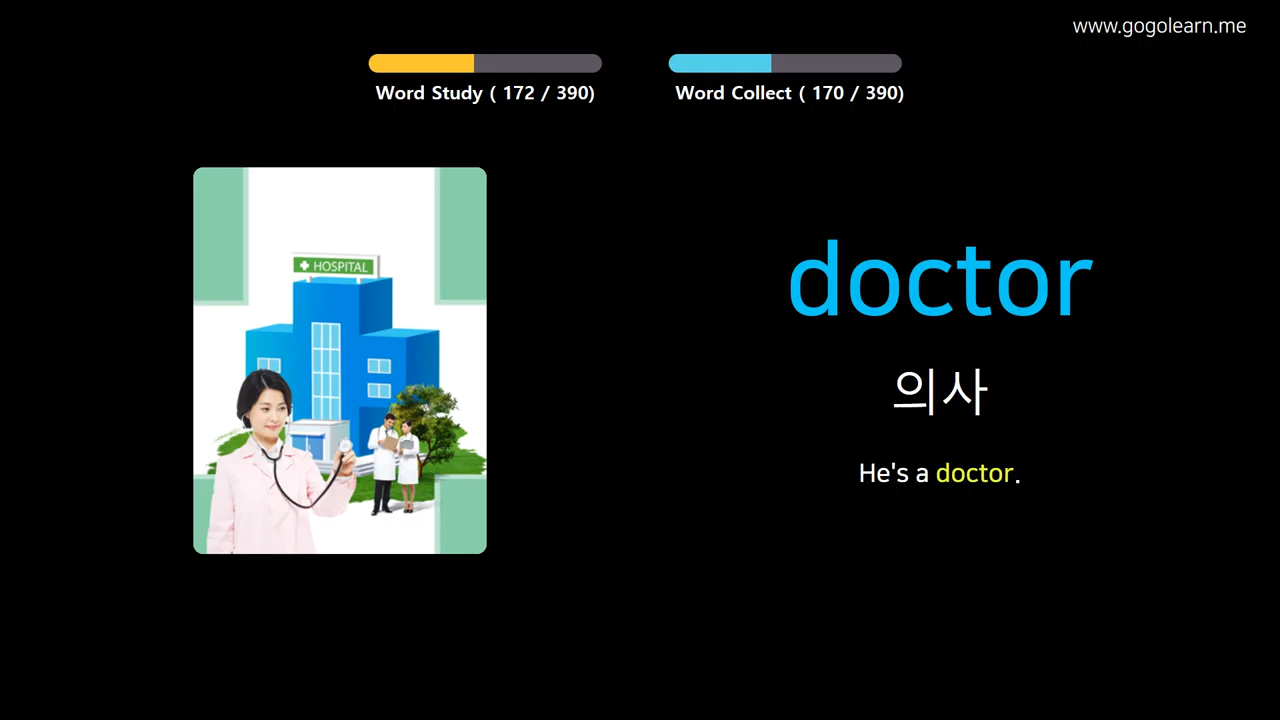 www.gogolearn.me
Word Study ( 172 / 390)
Word Collect ( 170 / 390)
HOSPITAL
doctor
의사
He's a doctor.